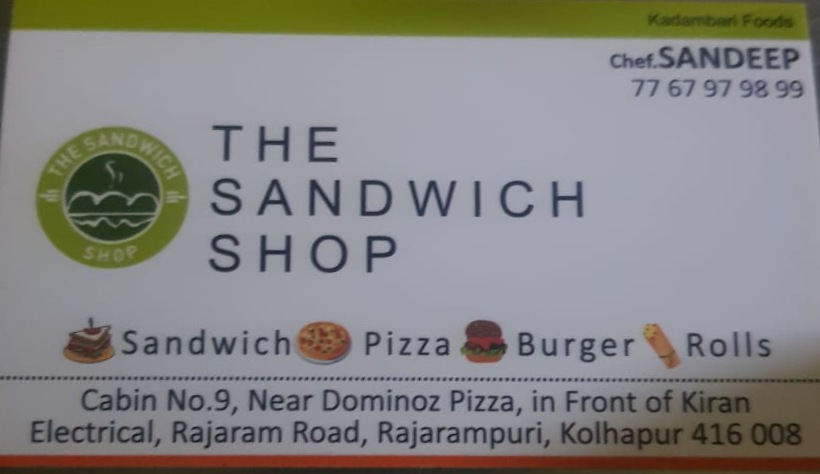 Kadambari Foods
Chef.SANDEEP
77 67 97 98 99
THE SANDWICH
SHOP
THE
SANDWICH
SHOP
Sandwich Pizza Burger Rolls
Cabin No.9, Near Dominoz Pizza, in Front of Kiran
Electrical, Rajaram Road, Rajarampuri, Kolhapur 416 008